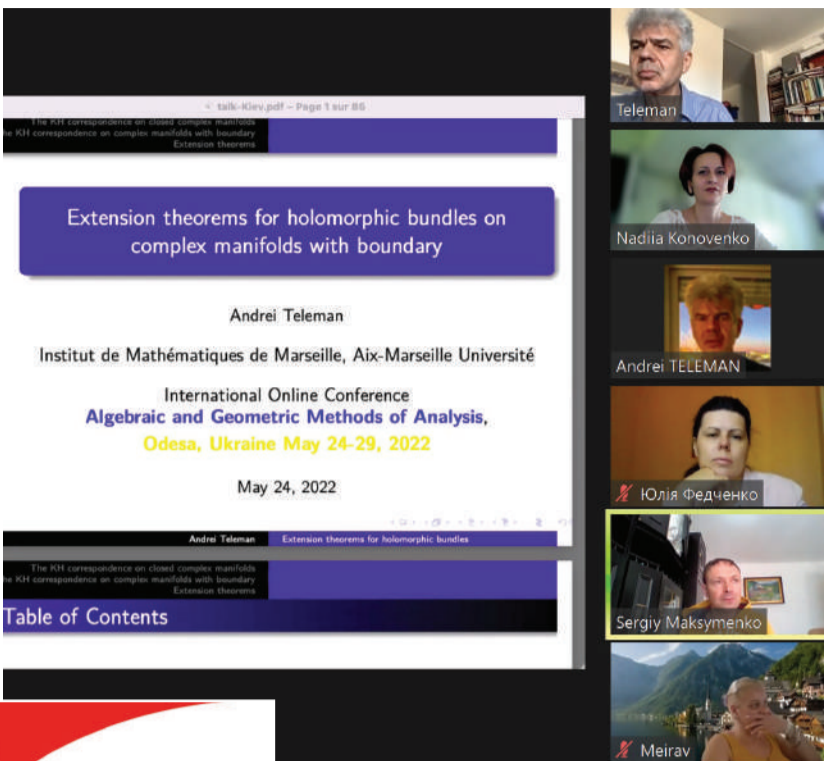 talk-Kiev.pdf – Page 1 sur 86
The KH correspondence on closed complex manifolds
he KH correspondence on complex manifolds with boundary
Extension theorems
Extension theorems for holomorphic bundles on
complex manifolds with boundary
Andrei Teleman
Institut de Mathématiques de Marseille, Aix-Marseille Université
International Online Conference
Algebraic and Geometric Methods of Analysis,
Odesa, Ukraine May 24-29, 2022
May 24, 2022
Andrei Teleman
Extension theorems for holomorphic bundles
The KH correspondence on closed complex manifolds
he KH correspondence on complex manifolds with boundary
Extension theorems
Table of Contents
Teleman
Nadiia Konovenko
Andrei TELEMAN
Юлія Федченко
Sergiy Maksymenko
Meirav